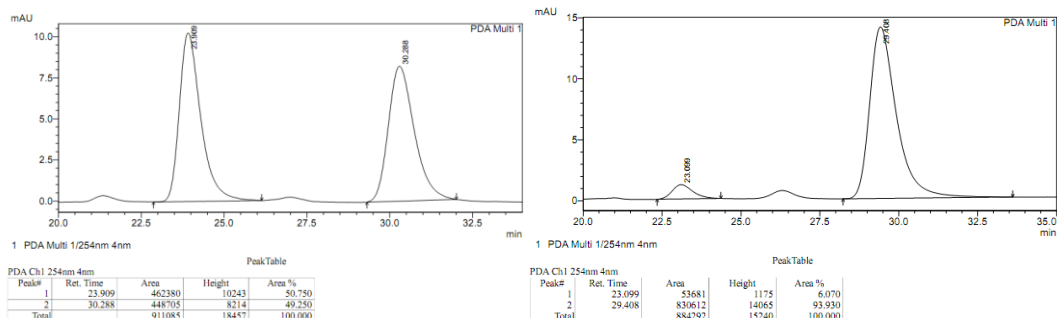 mAU
PDA Multi 1
10.0
7.5
5.0
2.5
0.0
23.909
30.288
20.0 22.5 25.0 27.5 30.0 32.5
min
1 PDA Multi 1/254nm 4nm
PeakTable
PDA Ch1 254nm 4nm
Peak# Ret. Time Area Height Area %
1 23.909 462380 10243 50.750
2 30.288 448705 8214 49.250
Total 911085 18457 100.000
mAU
15
PDA Multi 1
10
5
0
23.099
29.408
20.0 22.5 25.0 27.5 30.0 32.5 35.0
min
1 PDA Multi 1/254nm 4nm
PeakTable
PDA Ch1 254nm 4nm
Peak# Ret. Time Area Height Area %
1 23.099 53681 1175 6.070
2 29.408 830612 14065 93.930
Total 884292 15240 100.000